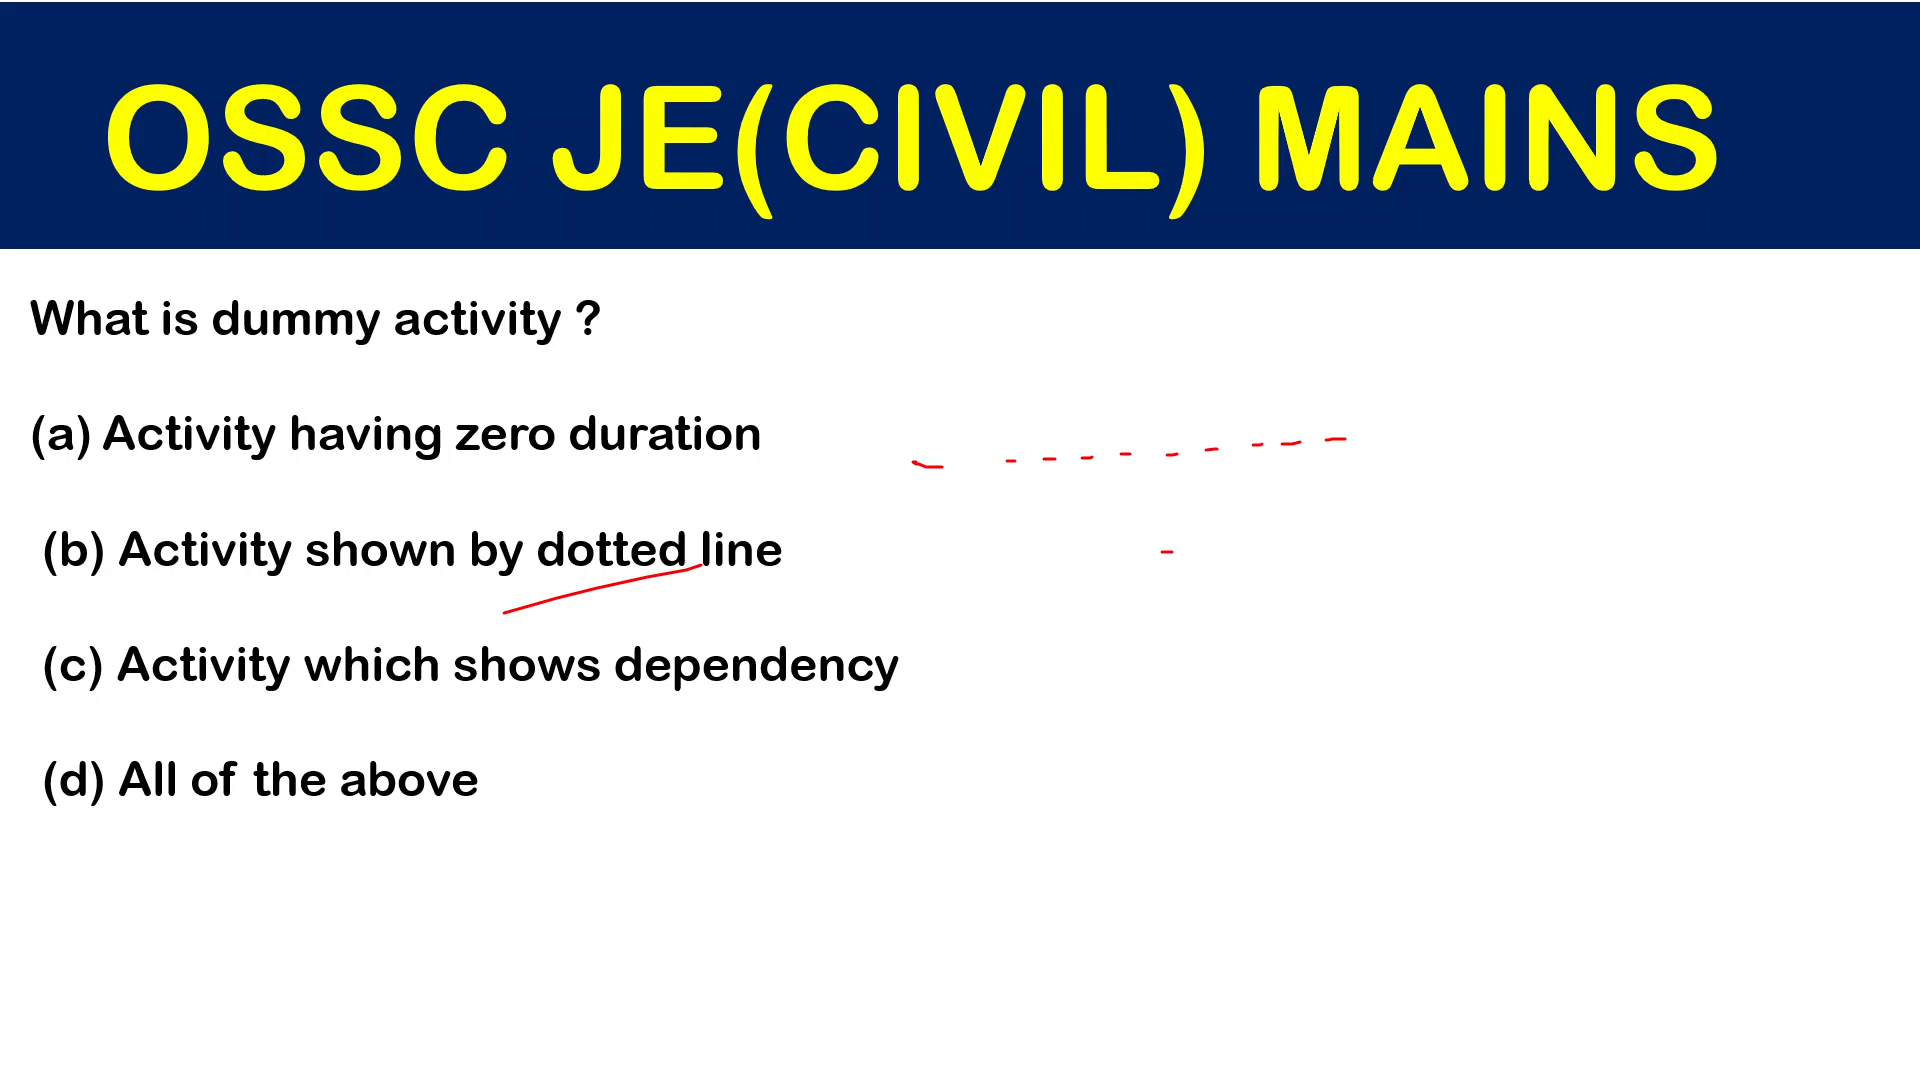 OSSC JE(CIVIL) MAINS
What is dummy activity ?
(a) Activity having zero duration
(b) Activity shown by dotted line
(c) Activity which shows dependency
(d) All of the above